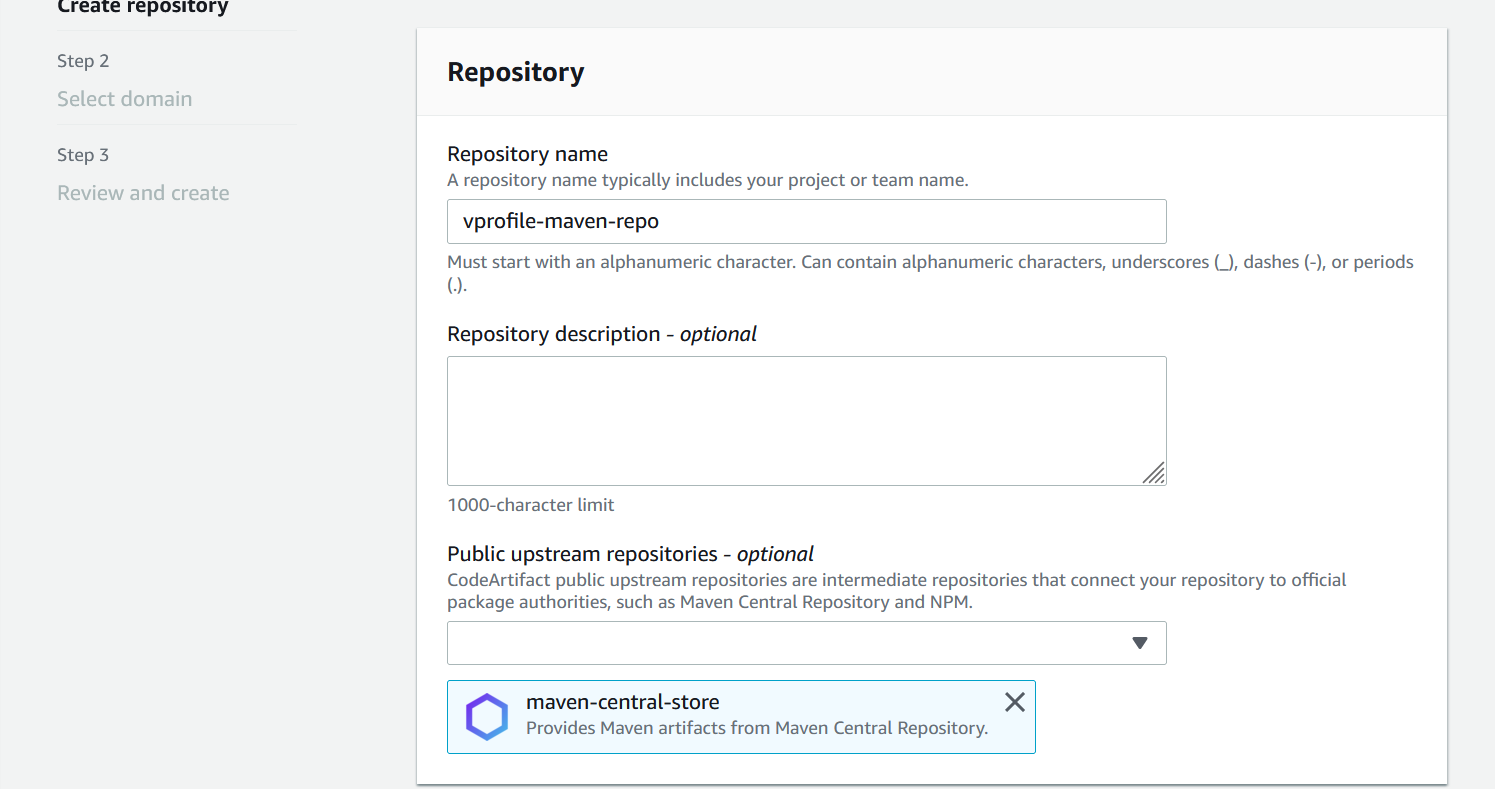 Create repository
Step 2
Select domain
Step 3
Review and create
Repository
Repository name
A repository name typically includes your project or team name.
vprofile-maven-repo
Must start with an alphanumeric character. Can contain alphanumeric characters, underscores (_), dashes (-), or periods
(.).
Repository description - optional
1000-character limit
Public upstream repositories - optional
CodeArtifact public upstream repositories are intermediate repositories that connect your repository to official
package authorities, such as Maven Central Repository and NPM.
maven-central-store
Provides Maven artifacts from Maven Central Repository.